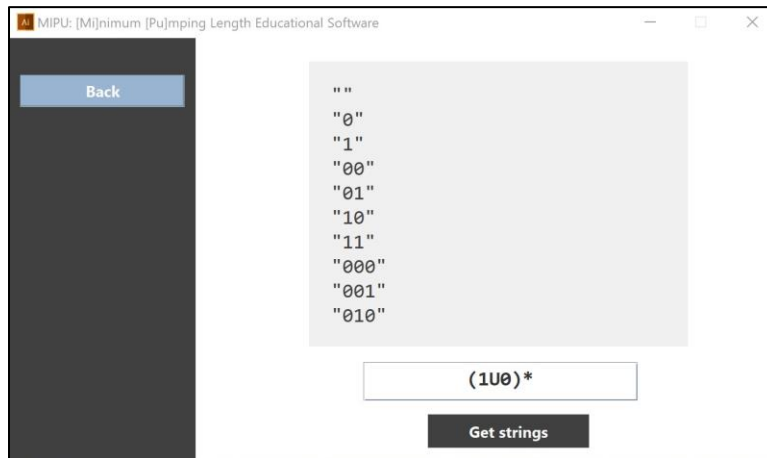 MIPU: [Mi]nimum [Pu]mping Length Educational Software
Back
""
"0"
"1"
"00"
"01"
"10"
"11"
"000"
"001"
"010"
(1U0)*
Get strings